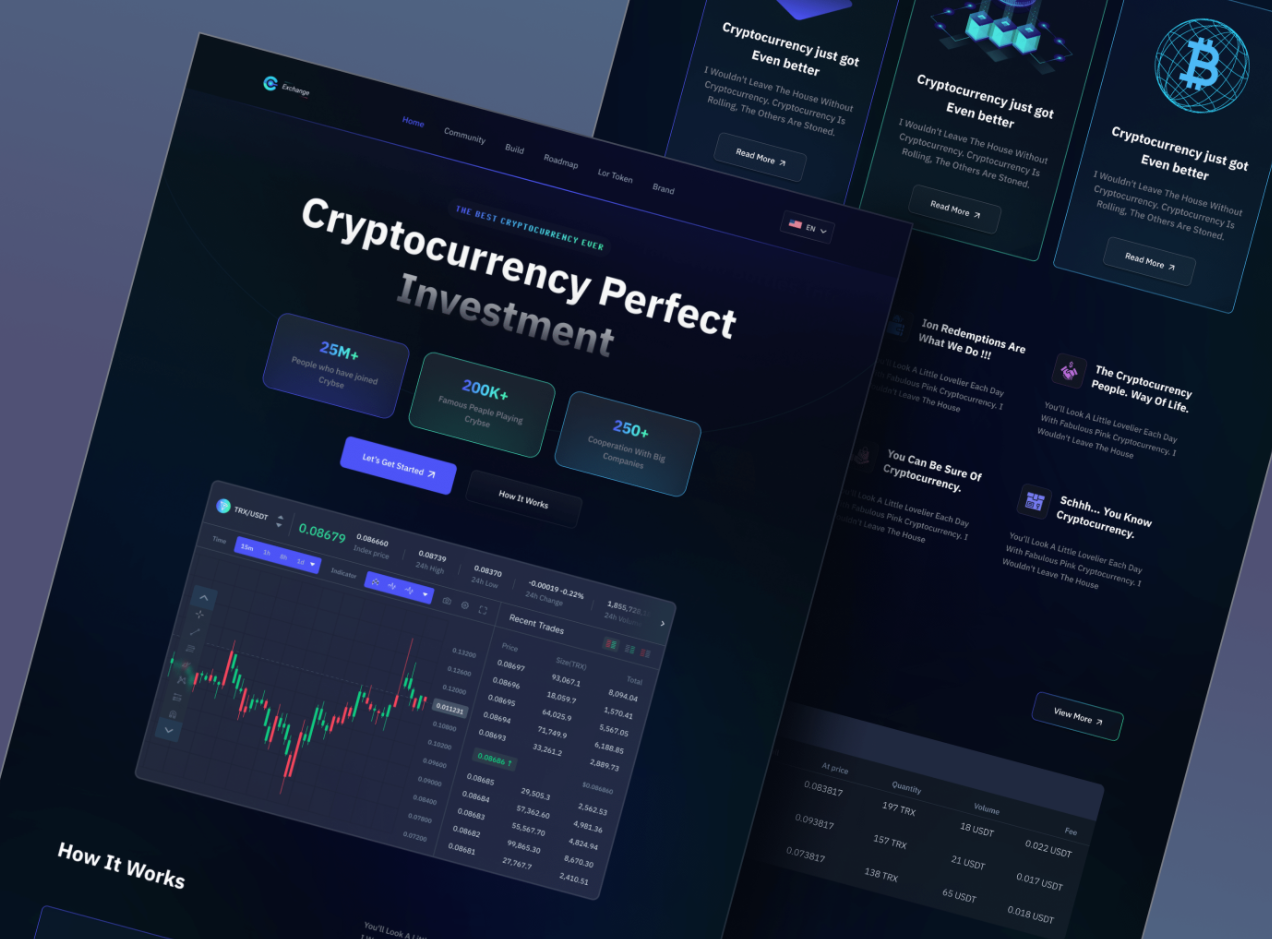 Exchange
Home
Community
Build
Roadmap
Lor Token
Brand
EN
THE BEST CRYPTOCURRENCY EVER
Cryptocurrency Perfect
Investment
25M+
People who have joined
Crybse
200K+
Famous Peaple Playing
Crybse
250+
Cooperation With Big
Companies
Let's Get Started
How It Works
TRX/USDT
0.08679
0.086660
Index price
0.08739
24h High
0.08370
24h Low
-0.00019 -0.22%
24h Change
Time
15m
1h
6h
1d
Indicator
0.13200
0.12600
0.12000
0.011231
0.10800
0.10200
0.09600
0.09000
0.08400
0.07800
0.07200
Recent Trades
Price
Size(TRX)
Total
0.08697
93,067.1
8,094.04
0.08696
18,059.7
1,570.41
0.08695
64,025.9
5,567.05
0.08694
71,749.9
6,188.85
0.08693
33,261.2
2,889.73
0.08686 ↑
$0.086860
0.08685
29,505.3
2,562.53
0.08684
57,362.60
4,981.36
0.08683
55,567.70
4,824.94
0.08682
99,865.30
8,670.30
0.08681
27,767.7
2,410.51
How It Works
Cryptocurrency just got
Even better
I Wouldn't Leave The House Without
Cryptocurrency. Cryptocurrency Is
Rolling, The Others Are Stoned.
Read More
Cryptocurrency just got
Even better
I Wouldn't Leave The House Without
Cryptocurrency. Cryptocurrency Is
Rolling, The Others Are Stoned.
Read More
Cryptocurrency just got
Even better
I Wouldn't Leave The House Without
Cryptocurrency. Cryptocurrency Is
Rolling, The Others Are Stoned.
Read More
Ion Redemptions Are
What We Do !!!
Look A Little Lovelier Each Day
Fabulous Pink Cryptocurrency. I
Leave The House
The Cryptocurrency
People. Way Of Life.
You'll Look A Little Lovelier Each Day
With Fabulous Pink Cryptocurrency. I
Wouldn't Leave The House
You Can Be Sure Of
Cryptocurrency.
Look A Little Lovelier Each Day
Fabulous Pink Cryptocurrency. I
Leave The House
Schhh... You Know
Cryptocurrency.
You'll Look A Little Lovelier Each Day
With Fabulous Pink Cryptocurrency. I
Wouldn't Leave The House
View More
At price
Quantity
Volume
Fee
0.083817
197 TRX
18 USDT
0.022 USDT
0.093817
157 TRX
21 USDT
0.017 USDT
0.073817
138 TRX
65 USDT
0.018 USDT